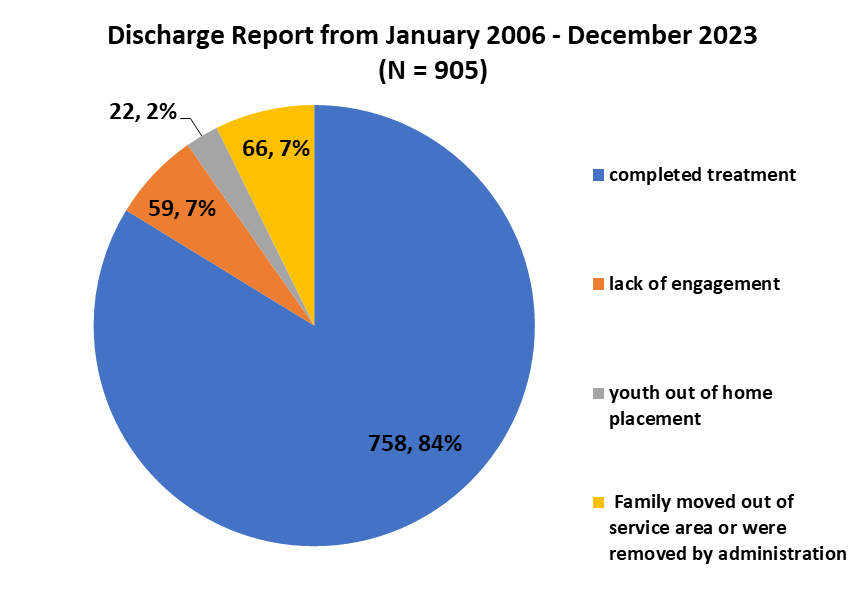 Discharge Report from January 2006 - December 2023
(N = 905)
22, 2%
66, 7%
59, 7%
758, 84%
completed treatment
lack of engagement
youth out of home
placement
Family moved out of
service area or were
removed by administration